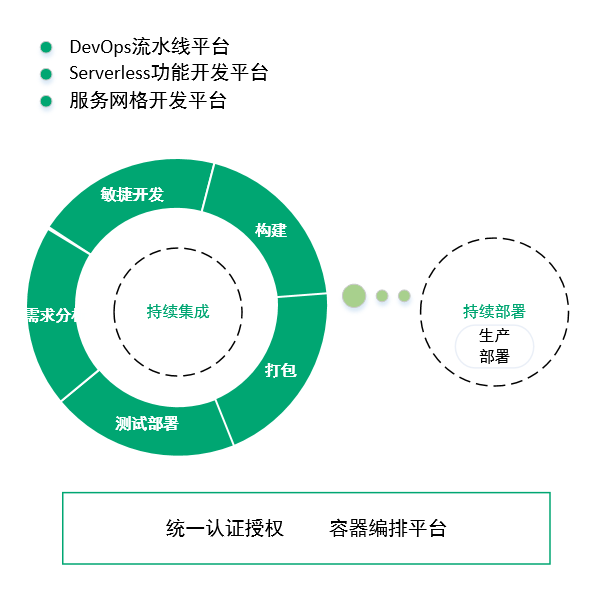 DevOps流水线平台
Serverless功能开发平台
服务网格开发平台
敏捷开发
构建
需求分析
持续集成
持续部署
生产
部署
打包
测试部署
统一认证授权 容器编排平台